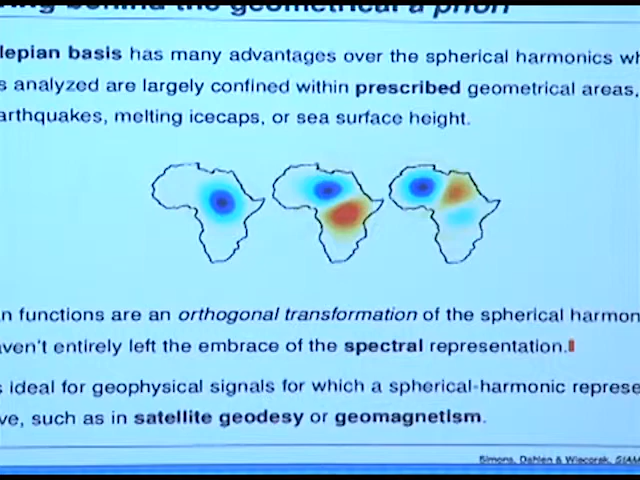 behind the geometrical a priori
lepian basis has many advantages over the spherical harmonics wh
s analyzed are largely confined within prescribed geometrical areas,
arthquakes, melting icecaps, or sea surface height.
n functions are an orthogonal transformation of the spherical harmon
ven't entirely left the embrace of the spectral representation.
s ideal for geophysical signals for which a spherical-harmonic represe
ve, such as in satellite geodesy or geomagnetism.
Simons, Dahlen & Wieczorek, SIAM